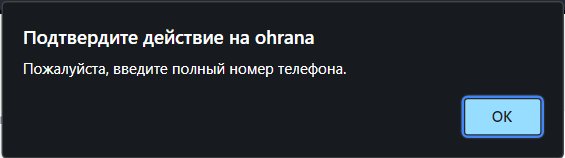 Подтвердите действие на ohrana
Пожалуйста, введите полный номер телефона.
OK